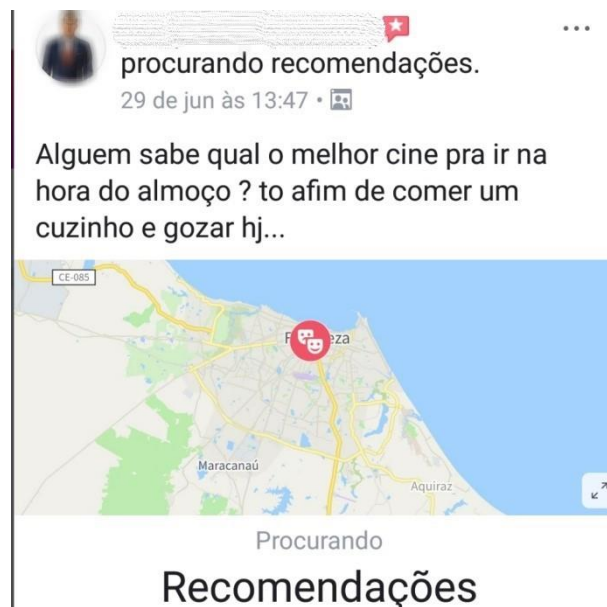 procurando recomendações.
29 de jun às 13:47 •
Alguem sabe qual o melhor cine pra ir na
hora do almoço ? to afim de comer um
cuzinho e gozar hj...
CE-085
Maracanaú
Aquiraz
Procurando
Recomendações